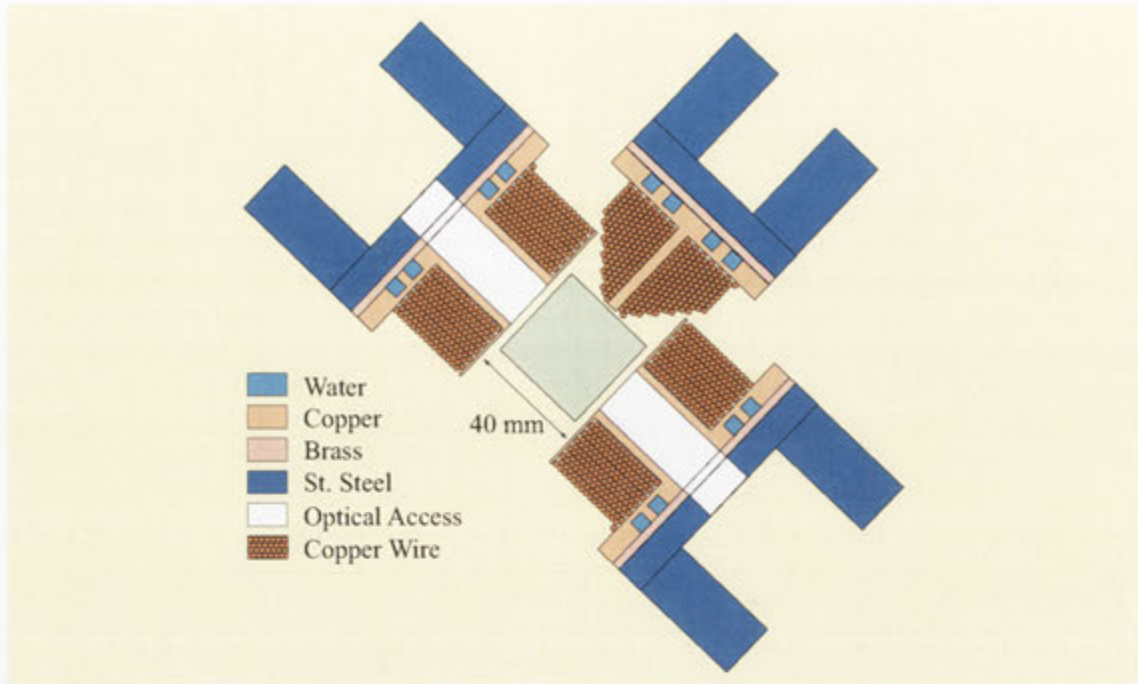 Water
Copper
40 mm
Brass
St. Steel
Optical Access
Copper Wire